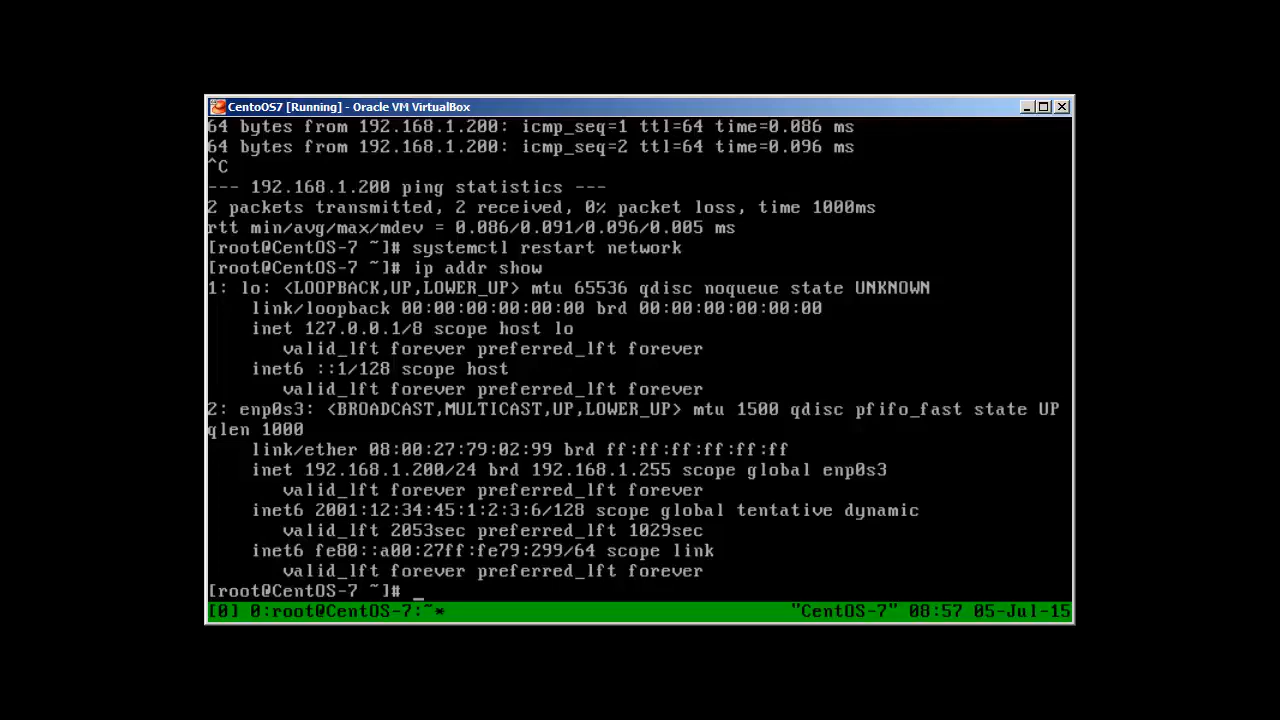 CentoOS7 [Running] - Oracle VM VirtualBox
64 bytes from 192.168.1.200: icmp_seq=1 ttl=64 time=0.086 ms
64 bytes from 192.168.1.200: icmp_seq=2 ttl=64 time=0.096 ms
^C
--- 192.168.1.200 ping statistics ---
2 packets transmitted, 2 received, 0% packet loss, time 1000ms
rtt min/avg/max/mdev = 0.086/0.091/0.096/0.005 ms
[root@CentOS-7 ~]# systemctl restart network
[root@CentOS-7 ~]# ip addr show
1: lo: <LOOPBACK,UP,LOWER_UP> mtu 65536 qdisc noqueue state UNKNOWN
link/loopback 00:00:00:00:00:00 brd 00:00:00:00:00:00
inet 127.0.0.1/8 scope host lo
valid_lft forever preferred_lft forever
inet6 ::1/128 scope host
valid_lft forever preferred_lft forever
2: enp0s3: <BROADCAST,MULTICAST,UP,LOWER_UP> mtu 1500 qdisc pfifo_fast state UP
qlen 1000
link/ether 08:00:27:79:02:99 brd ff:ff:ff:ff:ff:ff
inet 192.168.1.200/24 brd 192.168.1.255 scope global enp0s3
valid_lft forever preferred_lft forever
inet6 2001:12:34:45:1:2:3:6/128 scope global tentative dynamic
valid_lft 2053sec preferred_lft 1029sec
inet6 fe80::a00:27ff:fe79:299/64 scope link
valid_lft forever preferred_lft forever
[root@CentOS-7 ~]# _
[0] 0:root@CentOS-7:~* "CentOS-7" 08:57 05-Jul-15